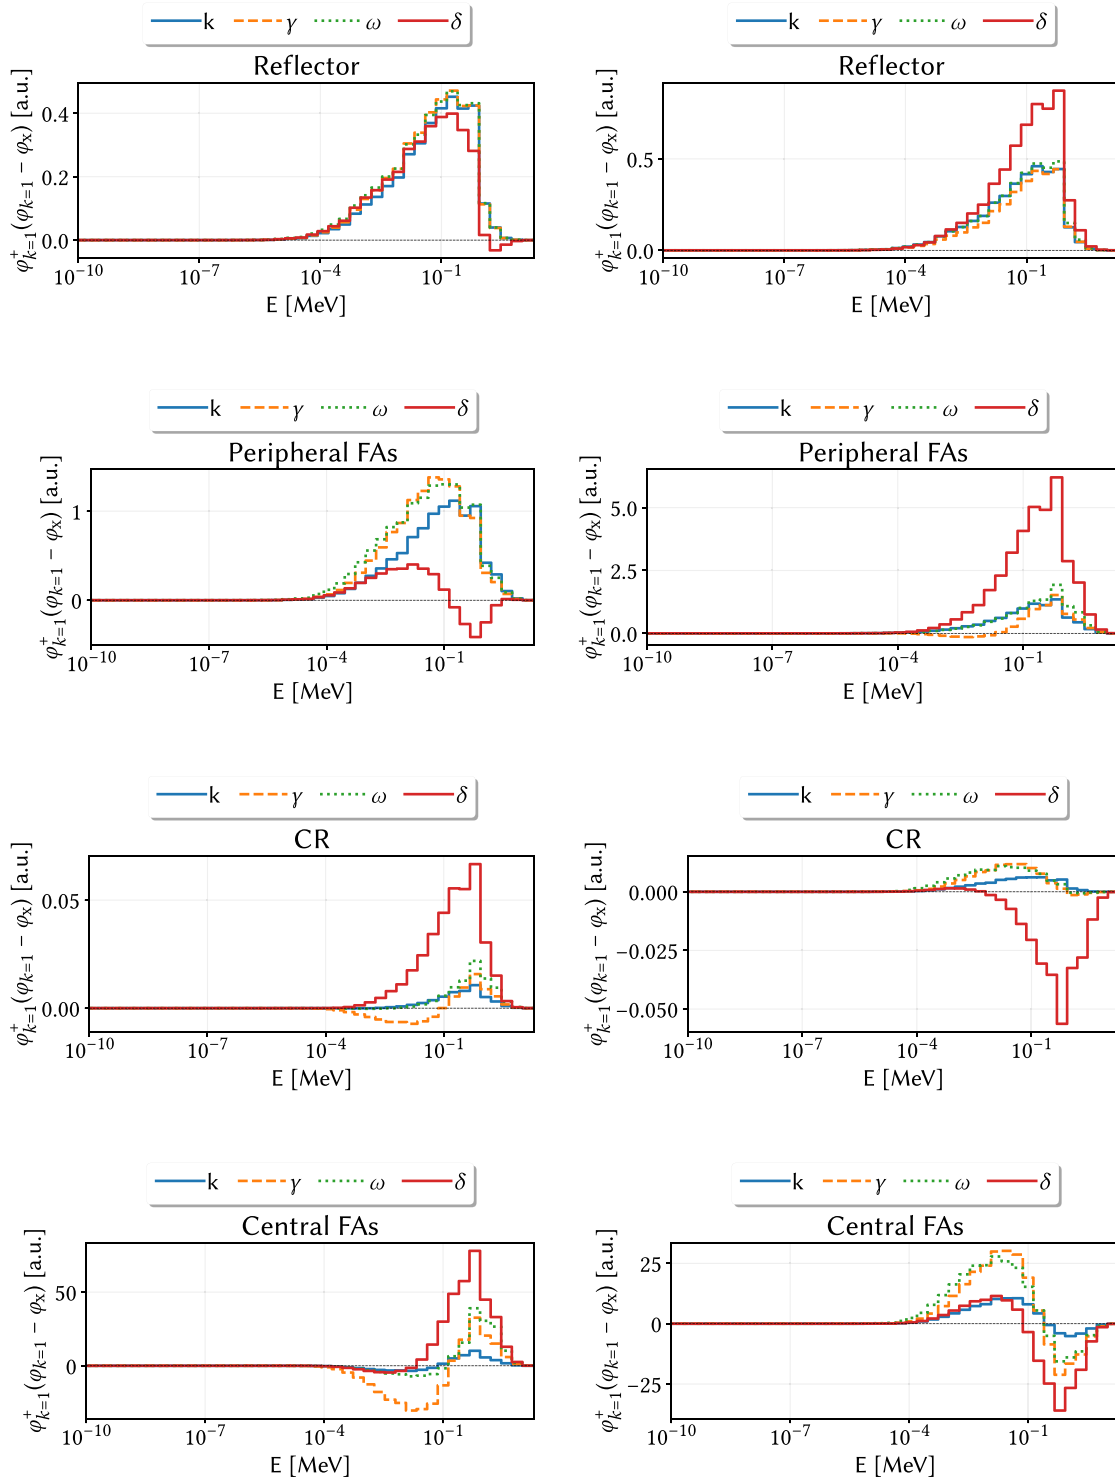 k γ ω δ
Reflector
φ⁺ₖ₌₁(φₖ₌₁ − φₓ) [a.u.]
0.4
0.2
0.0
10⁻¹⁰ 10⁻⁷ 10⁻⁴ 10⁻¹
E [MeV]
k γ ω δ
Reflector
φ⁺ₖ₌₁(φₖ₌₁ − φₓ) [a.u.]
0.5
0.0
10⁻¹⁰ 10⁻⁷ 10⁻⁴ 10⁻¹
E [MeV]
k γ ω δ
Peripheral FAs
φ⁺ₖ₌₁(φₖ₌₁ − φₓ) [a.u.]
1
0
10⁻¹⁰ 10⁻⁷ 10⁻⁴ 10⁻¹
E [MeV]
k γ ω δ
Peripheral FAs
φ⁺ₖ₌₁(φₖ₌₁ − φₓ) [a.u.]
5.0
2.5
0.0
10⁻¹⁰ 10⁻⁷ 10⁻⁴ 10⁻¹
E [MeV]
k γ ω δ
CR
φ⁺ₖ₌₁(φₖ₌₁ − φₓ) [a.u.]
0.05
0.00
10⁻¹⁰ 10⁻⁷ 10⁻⁴ 10⁻¹
E [MeV]
k γ ω δ
CR
φ⁺ₖ₌₁(φₖ₌₁ − φₓ) [a.u.]
0.000
−0.025
−0.050
10⁻¹⁰ 10⁻⁷ 10⁻⁴ 10⁻¹
E [MeV]
k γ ω δ
Central FAs
φ⁺ₖ₌₁(φₖ₌₁ − φₓ) [a.u.]
50
0
10⁻¹⁰ 10⁻⁷ 10⁻⁴ 10⁻¹
E [MeV]
k γ ω δ
Central FAs
φ⁺ₖ₌₁(φₖ₌₁ − φₓ) [a.u.]
25
0
−25
10⁻¹⁰ 10⁻⁷ 10⁻⁴ 10⁻¹
E [MeV]